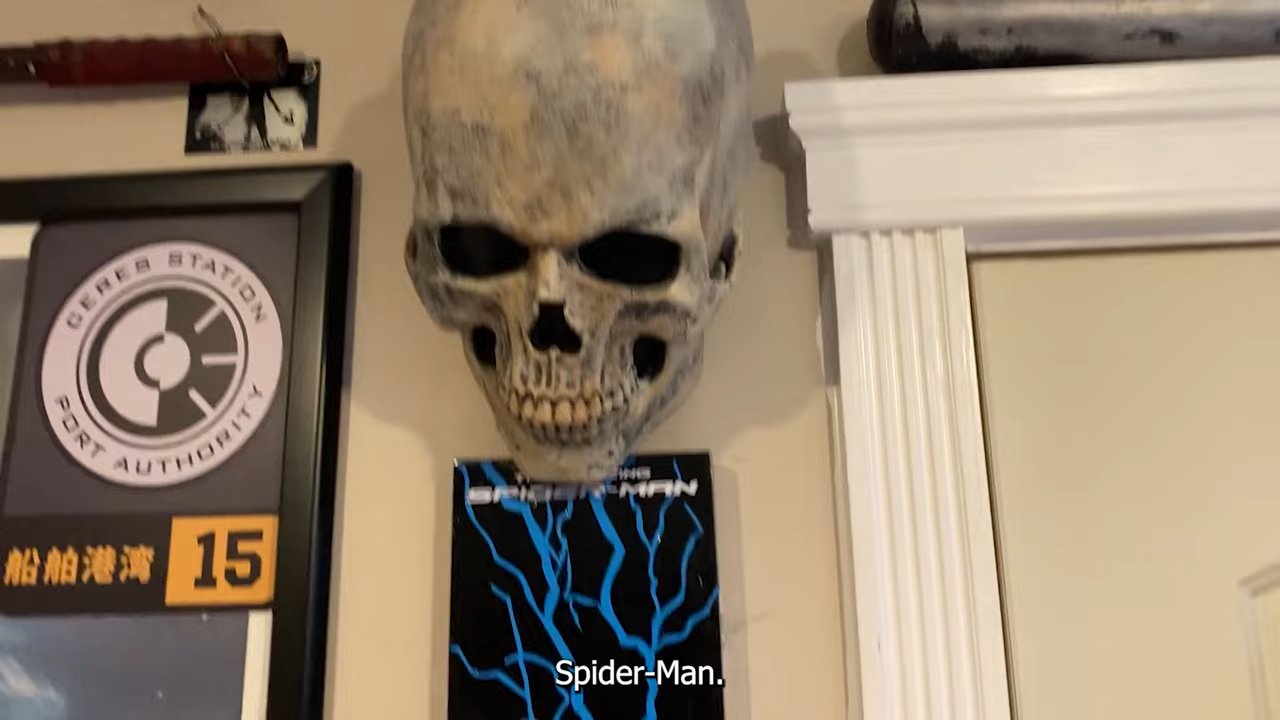 CERES STATION
PORT AUTHORITY
船舶港湾 15
SPIDER-MAN
Spider-Man.